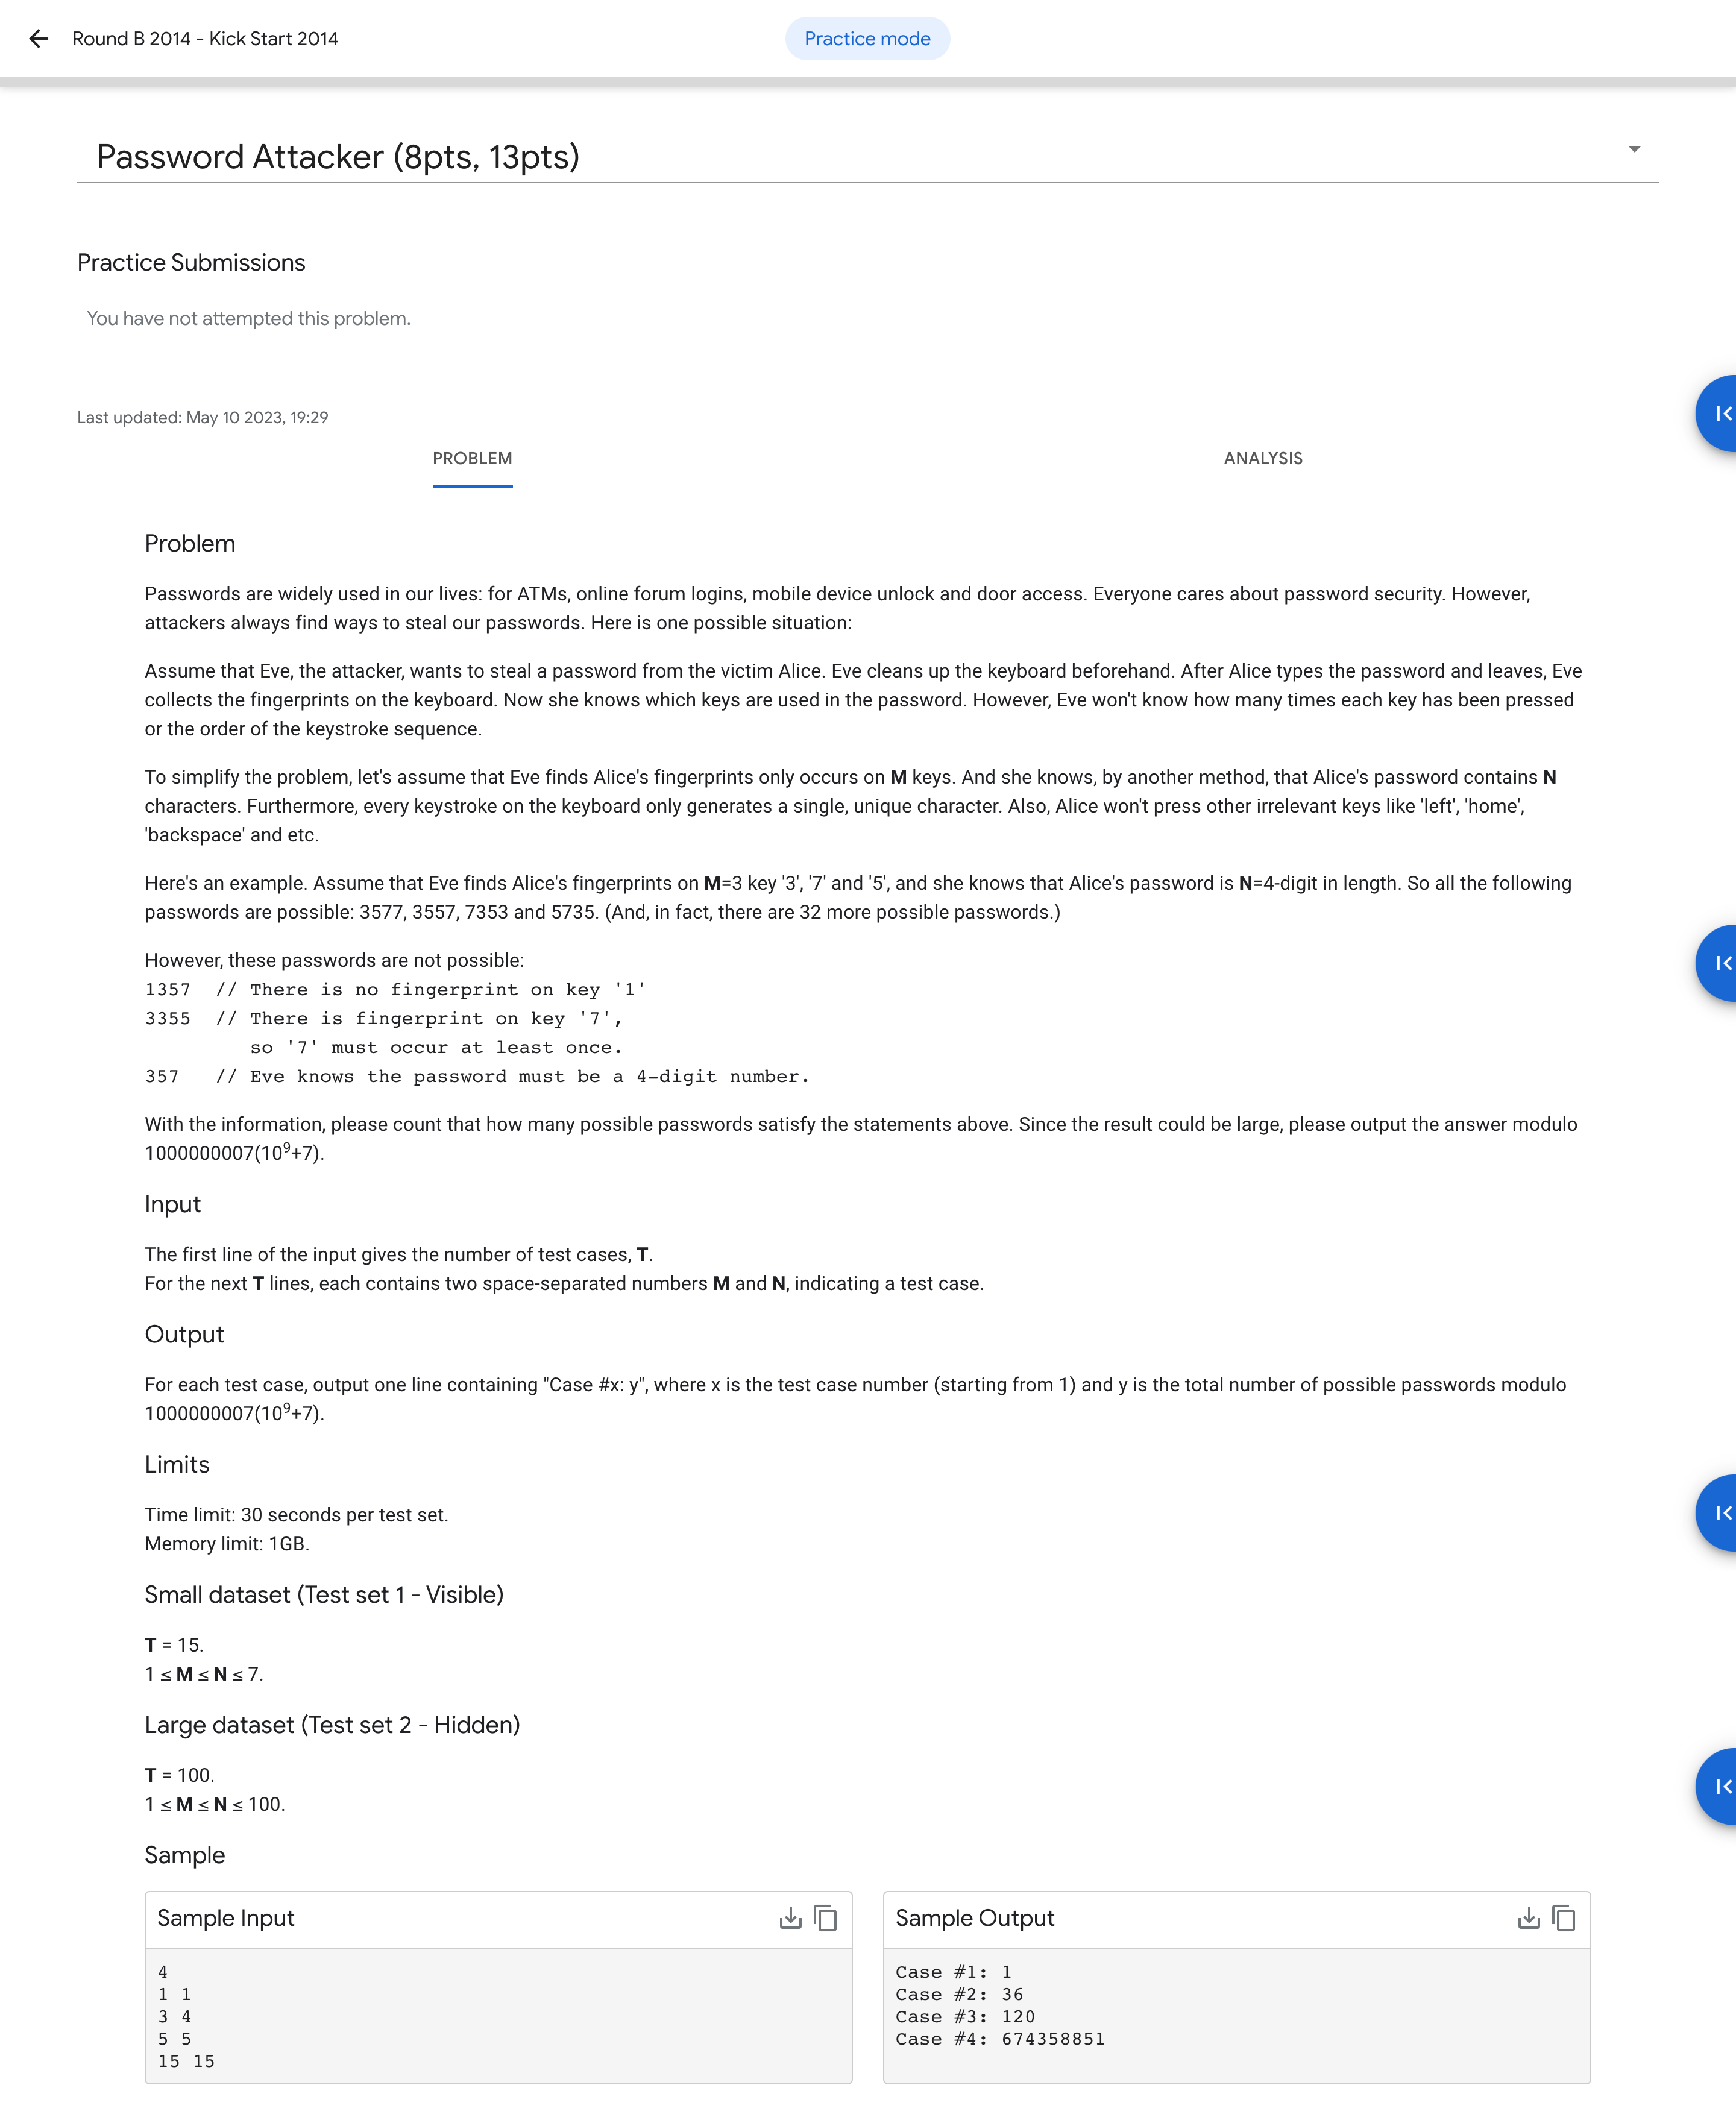 Round B 2014 - Kick Start 2014
Practice mode
Password Attacker (8pts, 13pts)
Practice Submissions
You have not attempted this problem.
Last updated: May 10 2023, 19:29
PROBLEM
ANALYSIS
Problem
Passwords are widely used in our lives: for ATMs, online forum logins, mobile device unlock and door access. Everyone cares about password security. However,
attackers always find ways to steal our passwords. Here is one possible situation:
Assume that Eve, the attacker, wants to steal a password from the victim Alice. Eve cleans up the keyboard beforehand. After Alice types the password and leaves, Eve
collects the fingerprints on the keyboard. Now she knows which keys are used in the password. However, Eve won't know how many times each key has been pressed
or the order of the keystroke sequence.
To simplify the problem, let's assume that Eve finds Alice's fingerprints only occurs on M keys. And she knows, by another method, that Alice's password contains N
characters. Furthermore, every keystroke on the keyboard only generates a single, unique character. Also, Alice won't press other irrelevant keys like 'left', 'home',
'backspace' and etc.
Here's an example. Assume that Eve finds Alice's fingerprints on M=3 key '3', '7' and '5', and she knows that Alice's password is N=4-digit in length. So all the following
passwords are possible: 3577, 3557, 7353 and 5735. (And, in fact, there are 32 more possible passwords.)
However, these passwords are not possible:
1357  // There is no fingerprint on key '1'
3355  // There is fingerprint on key '7',
so '7' must occur at least once.
357   // Eve knows the password must be a 4-digit number.
With the information, please count that how many possible passwords satisfy the statements above. Since the result could be large, please output the answer modulo
1000000007(10⁹+7).
Input
The first line of the input gives the number of test cases, T.
For the next T lines, each contains two space-separated numbers M and N, indicating a test case.
Output
For each test case, output one line containing "Case #x: y", where x is the test case number (starting from 1) and y is the total number of possible passwords modulo
1000000007(10⁹+7).
Limits
Time limit: 30 seconds per test set.
Memory limit: 1GB.
Small dataset (Test set 1 - Visible)
T = 15.
1 ≤ M ≤ N ≤ 7.
Large dataset (Test set 2 - Hidden)
T = 100.
1 ≤ M ≤ N ≤ 100.
Sample
Sample Input
4
1 1
3 4
5 5
15 15
Sample Output
Case #1: 1
Case #2: 36
Case #3: 120
Case #4: 674358851